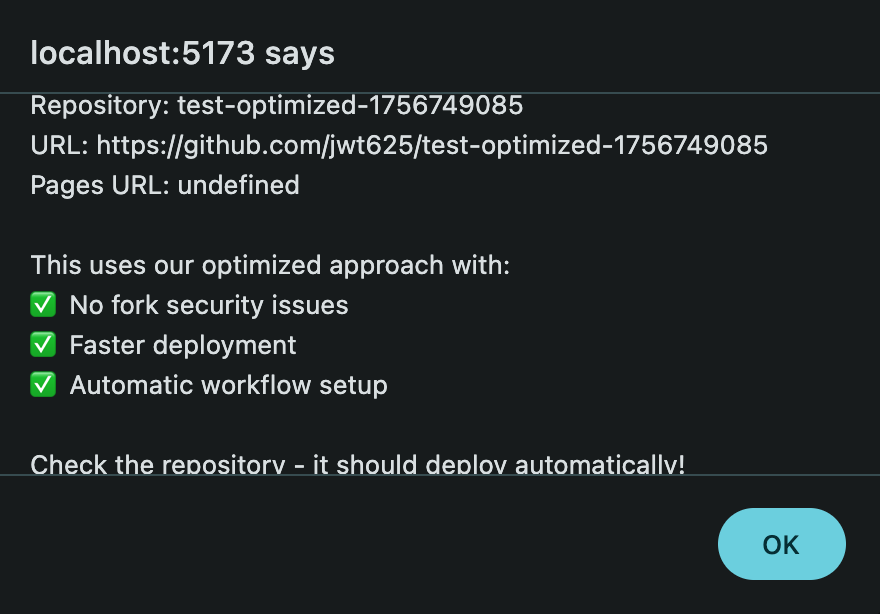 localhost:5173 says
Repository: test-optimized-1756749085
URL: https://github.com/jwt625/test-optimized-1756749085
Pages URL: undefined
This uses our optimized approach with:
✅ No fork security issues
✅ Faster deployment
✅ Automatic workflow setup
Check the repository - it should deploy automatically!
OK